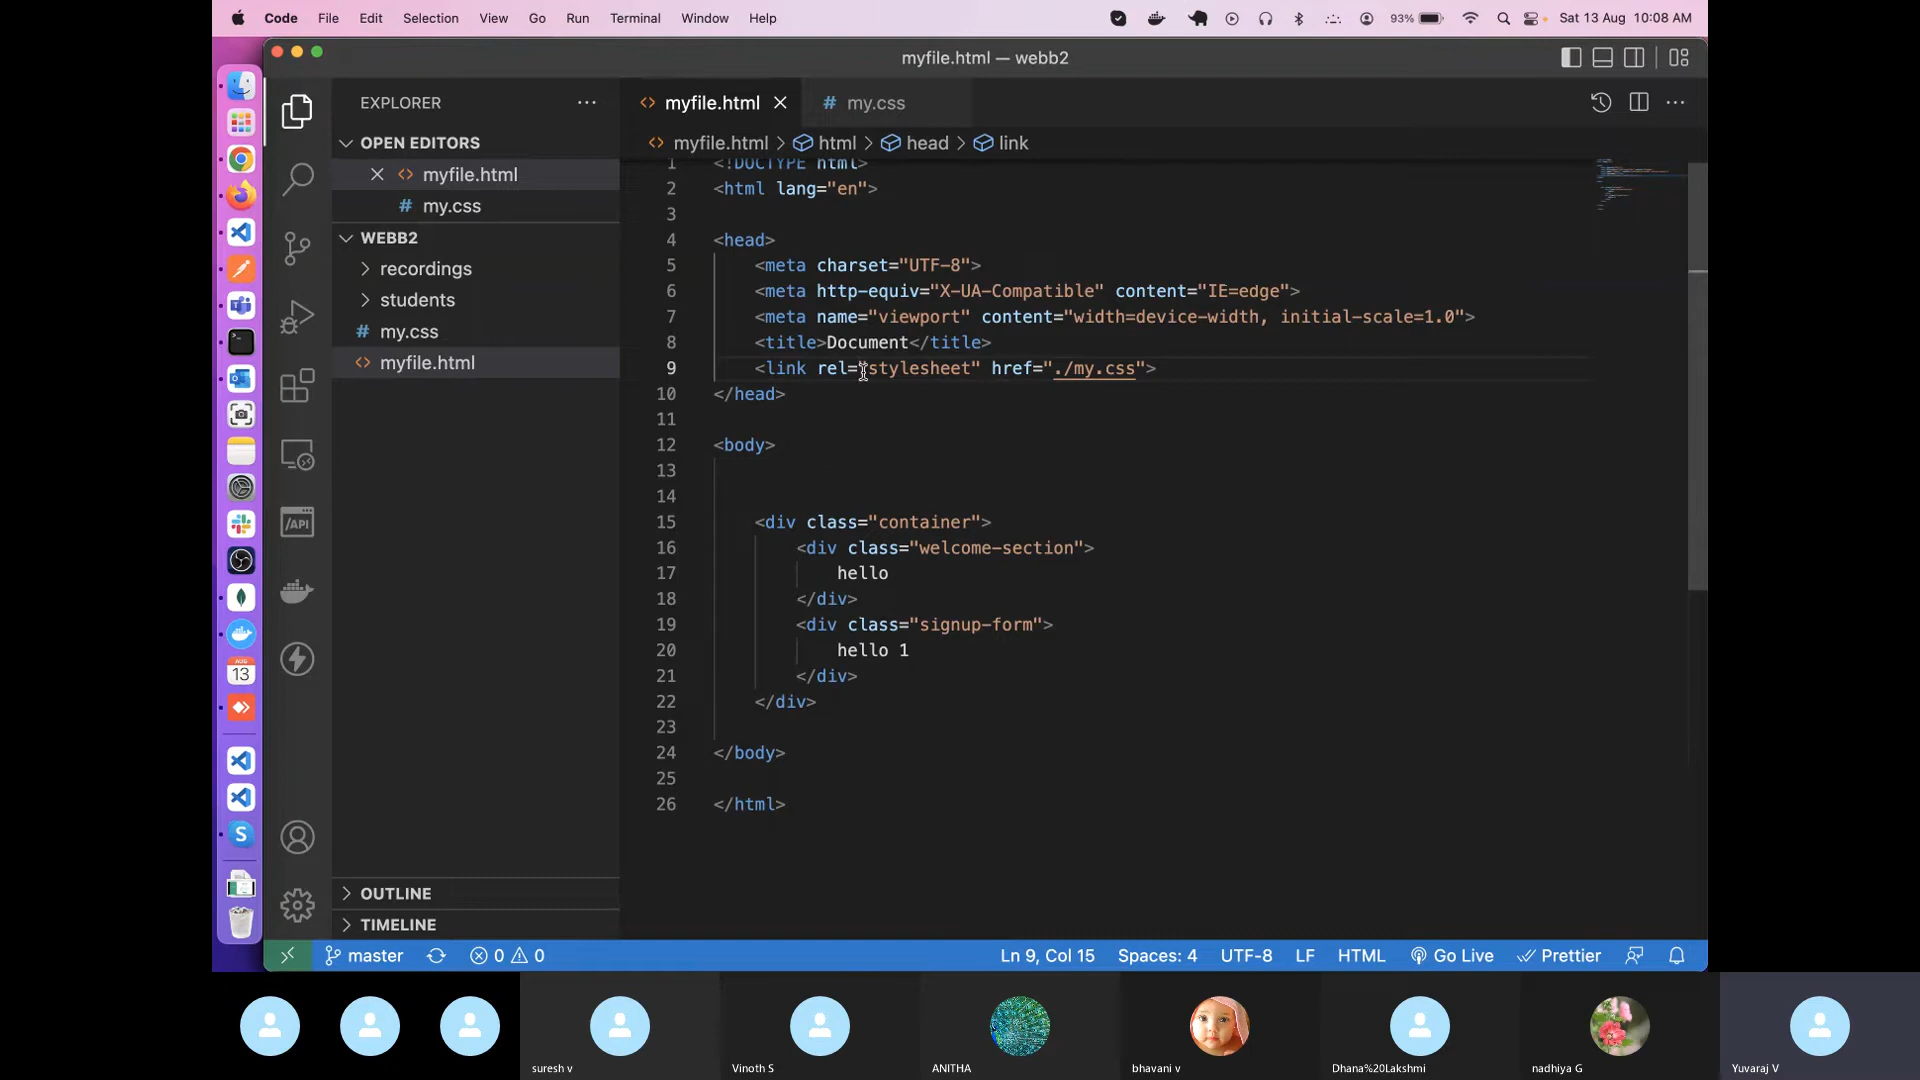 Code File Edit Selection View Go Run Terminal Window Help 93% Sat 13 Aug 10:08 AM
myfile.html — webb2
EXPLORER
OPEN EDITORS
myfile.html
# my.css
WEBB2
recordings
students
# my.css
myfile.html
OUTLINE
TIMELINE
myfile.html # my.css
myfile.html > html > head > link
1 <!DOCTYPE html>
2 <html lang="en">
3
4 <head>
5 <meta charset="UTF-8">
6 <meta http-equiv="X-UA-Compatible" content="IE=edge">
7 <meta name="viewport" content="width=device-width, initial-scale=1.0">
8 <title>Document</title>
9 <link rel="stylesheet" href="./my.css">
10 </head>
11
12 <body>
13
14
15 <div class="container">
16 <div class="welcome-section">
17 hello
18 </div>
19 <div class="signup-form">
20 hello 1
21 </div>
22 </div>
23
24 </body>
25
26 </html>
/API
AUG
13
S
master 0 0 Ln 9, Col 15 Spaces: 4 UTF-8 LF HTML Go Live Prettier
suresh v Vinoth S ANITHA bhavani v Dhana%20Lakshmi nadhiya G Yuvaraj V